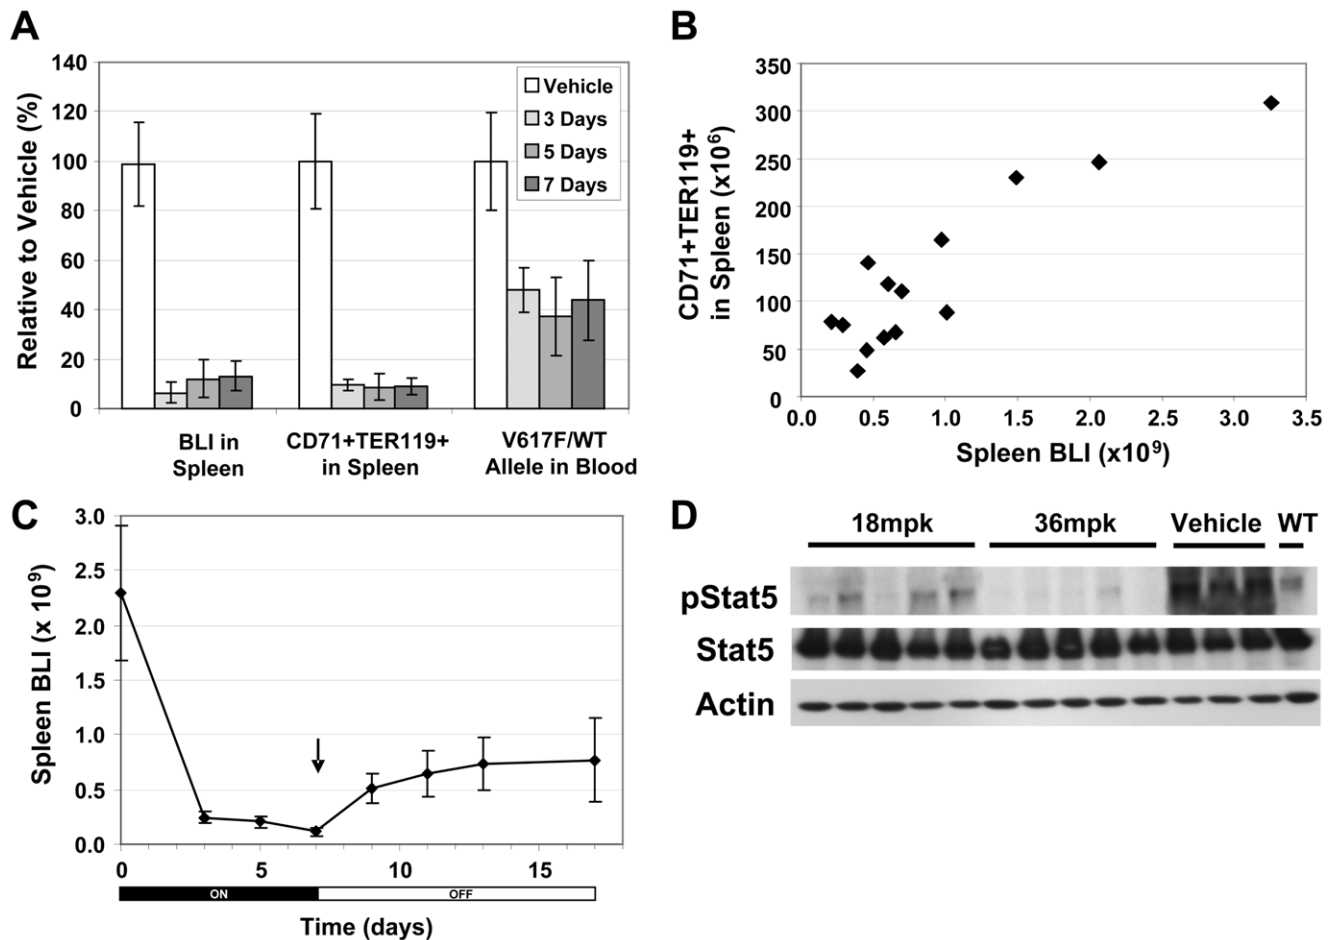 A
Relative to Vehicle (%)
140
120
100
80
60
40
20
0
Vehicle
3 Days
5 Days
7 Days
BLI in
Spleen
CD71+TER119+
in Spleen
V617F/WT
Allele in Blood
B
CD71+TER119+
in Spleen (x10⁶)
350
300
250
200
150
100
50
0
0.0 0.5 1.0 1.5 2.0 2.5 3.0 3.5
Spleen BLI (x10⁹)
C
Spleen BLI (x 10⁹)
3.0
2.5
2.0
1.5
1.0
0.5
0.0
0 5 10 15
ON OFF
Time (days)
D
18mpk 36mpk Vehicle WT
pStat5
Stat5
Actin